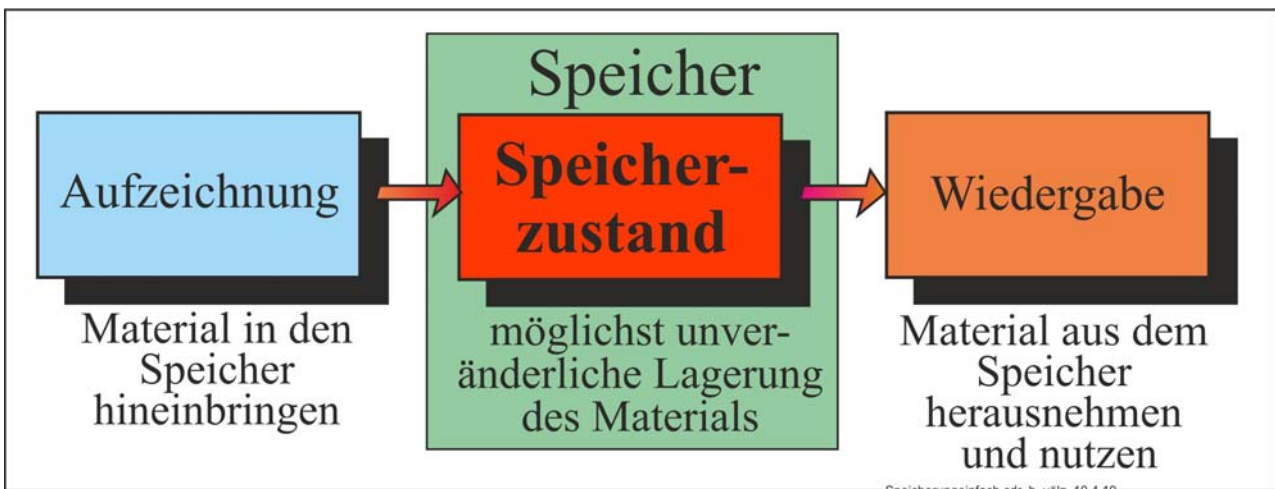 Speicher
Aufzeichnung
Speicher-
zustand
Wiedergabe
Material in den
Speicher
hineinbringen
möglichst unver-
änderliche Lagerung
des Materials
Material aus dem
Speicher
herausnehmen
und nutzen